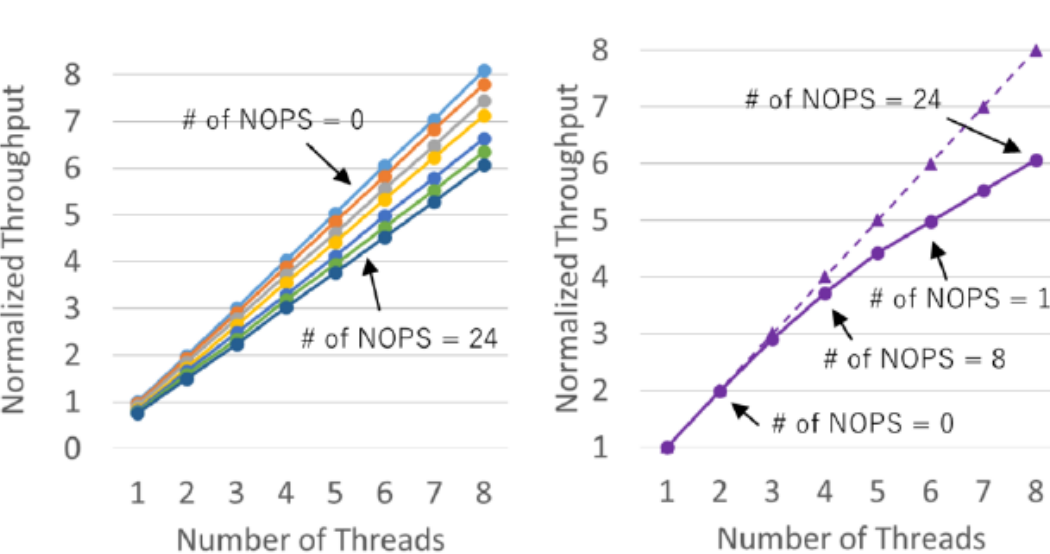 Normalized Throughput
8
7
6
5
4
3
2
1
0
# of NOPS = 0
# of NOPS = 24
1 2 3 4 5 6 7 8
Number of Threads
Normalized Throughput
8
7
6
5
4
3
2
1
# of NOPS = 24
# of NOPS = 1
# of NOPS = 8
# of NOPS = 0
1 2 3 4 5 6 7 8
Number of Threads